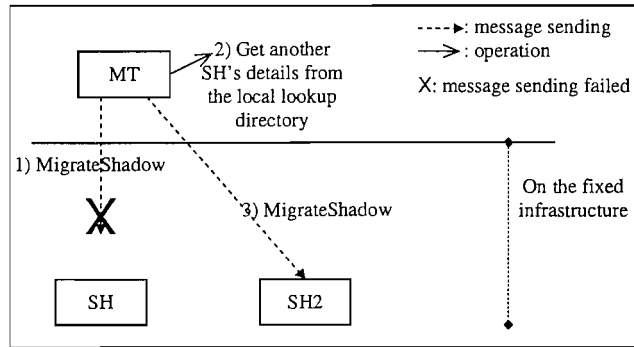 MT
2) Get another
SH's details from
the local lookup
directory
: message sending
: operation
X: message sending failed
1) MigrateShadow
3) MigrateShadow
On the fixed
infrastructure
SH
SH2